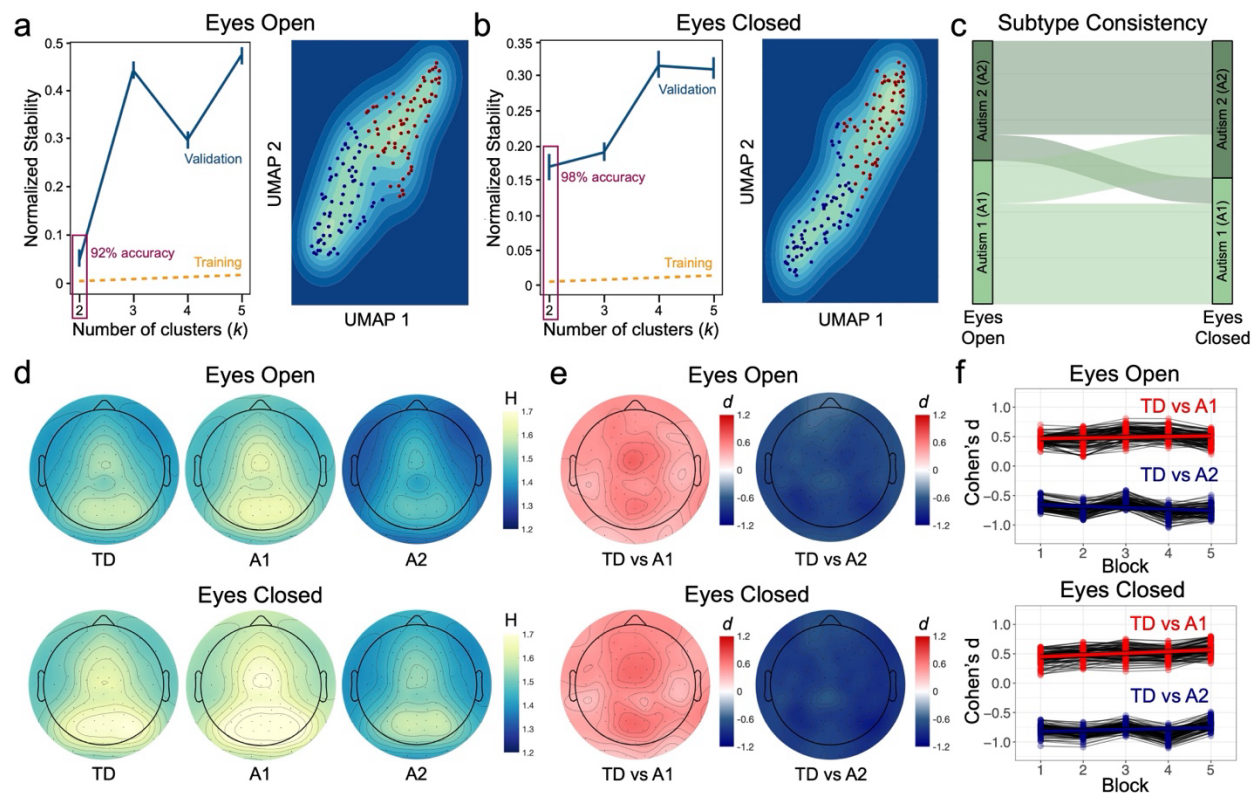 a
Eyes Open
Normalized Stability
0.5
0.4
0.3
0.2
0.1
0
Validation
92% accuracy
Training
2
3
4
5
Number of clusters (k)
UMAP 2
UMAP 1
b
Eyes Closed
Normalized Stability
0.35
0.30
0.25
0.20
0.15
0.10
0.05
0
Validation
98% accuracy
Training
2
3
4
5
Number of clusters (k)
UMAP 2
UMAP 1
c
Subtype Consistency
Autism 2 (A2)
Autism 1 (A1)
Autism 2 (A2)
Autism 1 (A1)
Eyes
Open
Eyes
Closed
d
Eyes Open
H
1.7
1.6
1.5
1.4
1.3
1.2
TD
A1
A2
Eyes Closed
H
1.7
1.6
1.5
1.4
1.3
1.2
TD
A1
A2
e
Eyes Open
d
1.2
0.6
0
-0.6
-1.2
d
1.2
0.6
0
-0.6
-1.2
TD vs A1
TD vs A2
Eyes Closed
d
1.2
0.6
0
-0.6
-1.2
d
1.2
0.6
0
-0.6
-1.2
TD vs A1
TD vs A2
f
Eyes Open
Cohen's d
1.0
0.5
0.0
−0.5
−1.0
TD vs A1
TD vs A2
1
2
3
4
5
Block
Eyes Closed
Cohen's d
1.0
0.5
0.0
−0.5
−1.0
TD vs A1
TD vs A2
1
2
3
4
5
Block